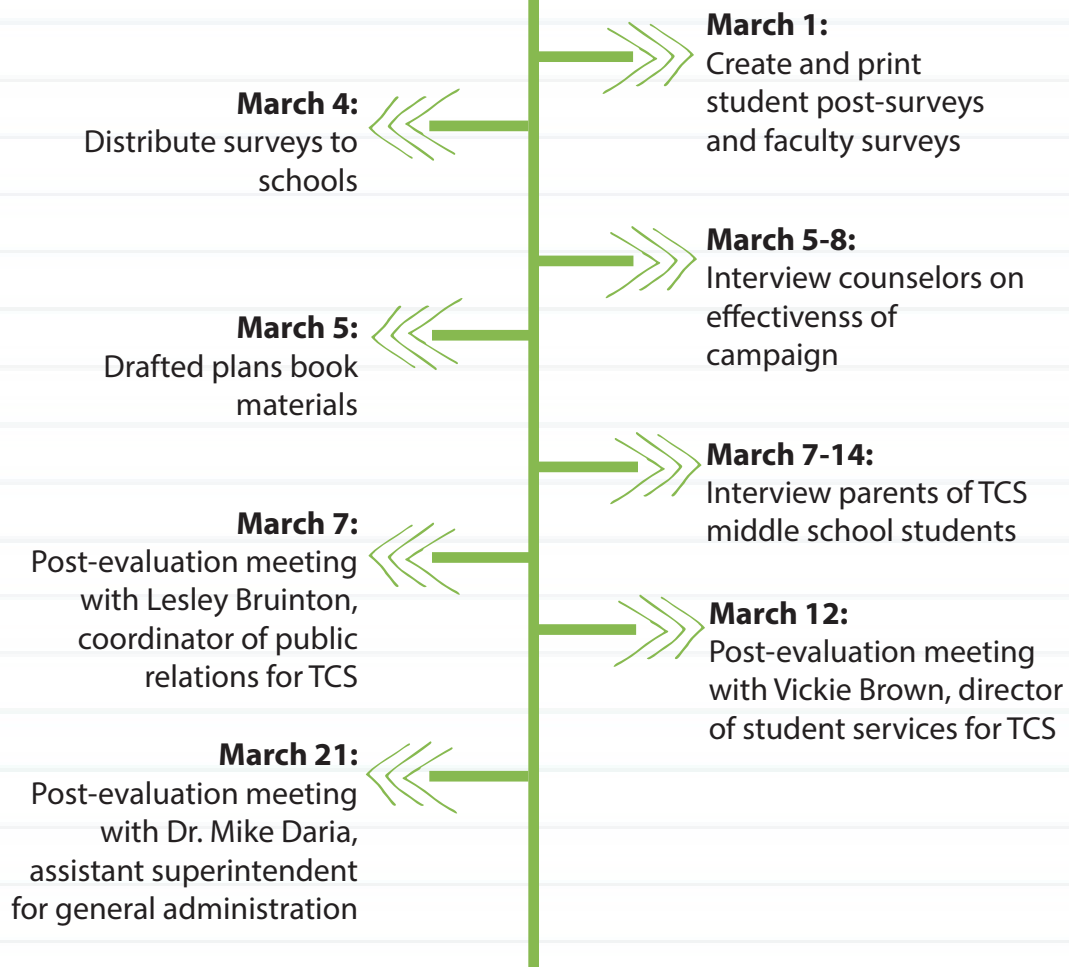 March 1:
Create and print
student post-surveys
and faculty surveys
March 4:
Distribute surveys to
schools
March 5-8:
Interview counselors on
effectivenss of
campaign
March 5:
Drafted plans book
materials
March 7-14:
Interview parents of TCS
middle school students
March 7:
Post-evaluation meeting
with Lesley Bruinton,
coordinator of public
relations for TCS
March 12:
Post-evaluation meeting
with Vickie Brown, director
of student services for TCS
March 21:
Post-evaluation meeting
with Dr. Mike Daria,
assistant superintendent
for general administration